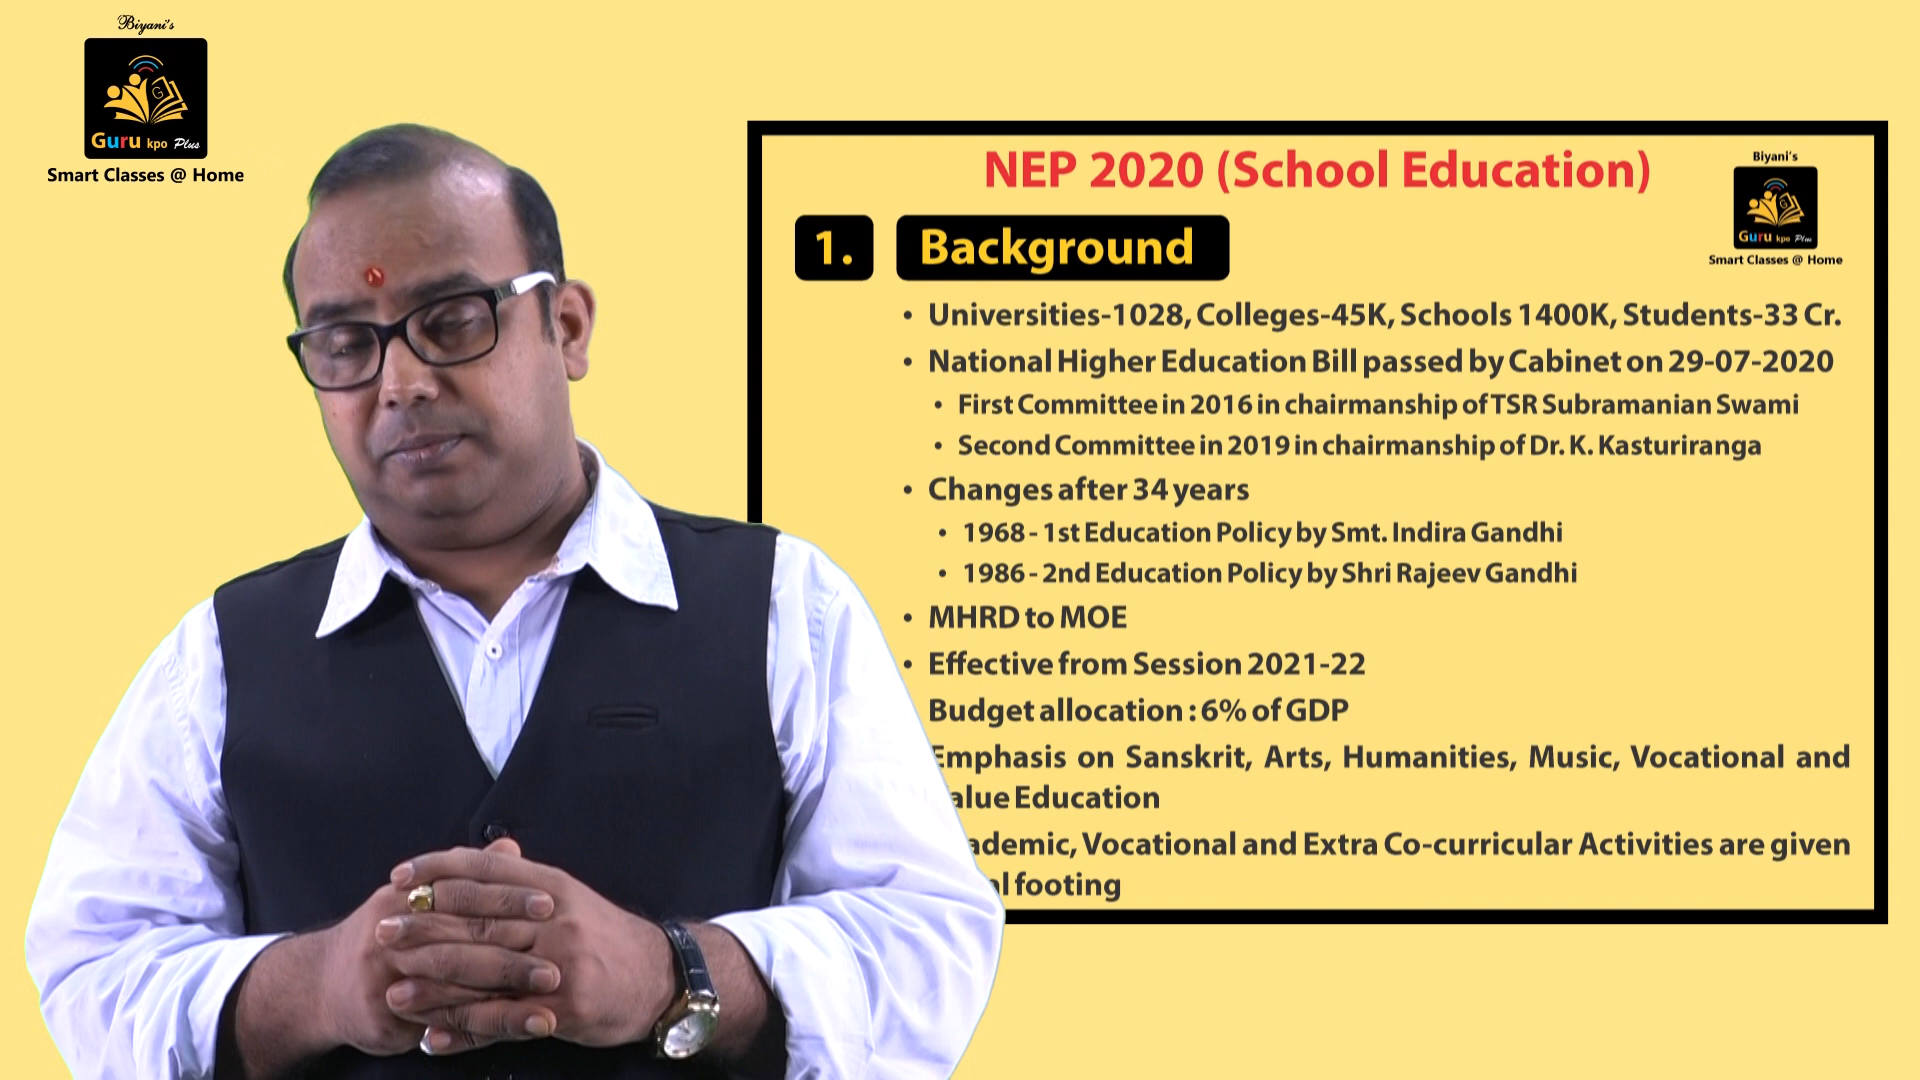 Biyani's
Guru kpo Plus
Smart Classes @ Home
NEP 2020 (School Education)
Biyani's
Guru kpo Plus
Smart Classes @ Home
1. Background
• Universities-1028, Colleges-45K, Schools 1400K, Students-33 Cr.
• National Higher Education Bill passed by Cabinet on 29-07-2020
• First Committee in 2016 in chairmanship of TSR Subramanian Swami
• Second Committee in 2019 in chairmanship of Dr. K. Kasturiranga
• Changes after 34 years
• 1968 - 1st Education Policy by Smt. Indira Gandhi
• 1986 - 2nd Education Policy by Shri Rajeev Gandhi
• MHRD to MOE
• Effective from Session 2021-22
Budget allocation : 6% of GDP
Emphasis on Sanskrit, Arts, Humanities, Music, Vocational and
alue Education
ademic, Vocational and Extra Co-curricular Activities are given
l footing